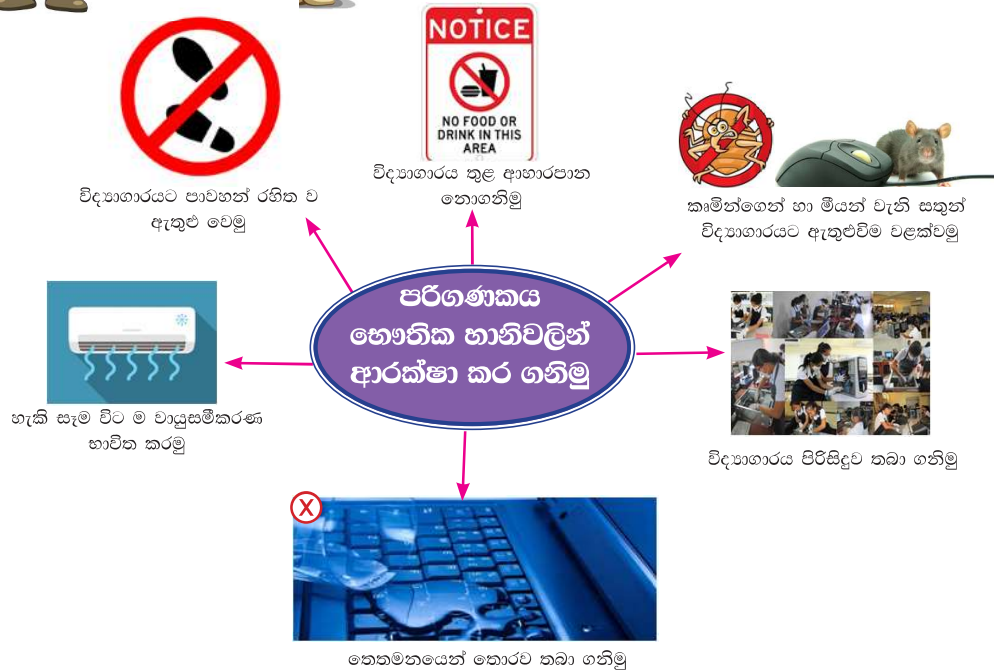 NOTICE
NO FOOD OR
DRINK IN THIS
AREA
විද්‍යාගාරයට පාවහන් රහිත ව
ඇතුළු වෙමු
විද්‍යාගාරය තුළ ආහාරපාන
නොගනිමු
කෘමින්ගෙන් හා මීයන් වැනි සතුන්
විද්‍යාගාරයට ඇතුළුවීම වළක්වමු
පරිගණකය
භෞතික හානිවලින්
ආරක්ෂා කර ගනිමු
හැකි සෑම විට ම වායුසමීකරණ
භාවිත කරමු
විද්‍යාගාරය පිරිසිදුව තබා ගනිමු
X
තෙතමනයෙන් තොරව තබා ගනිමු